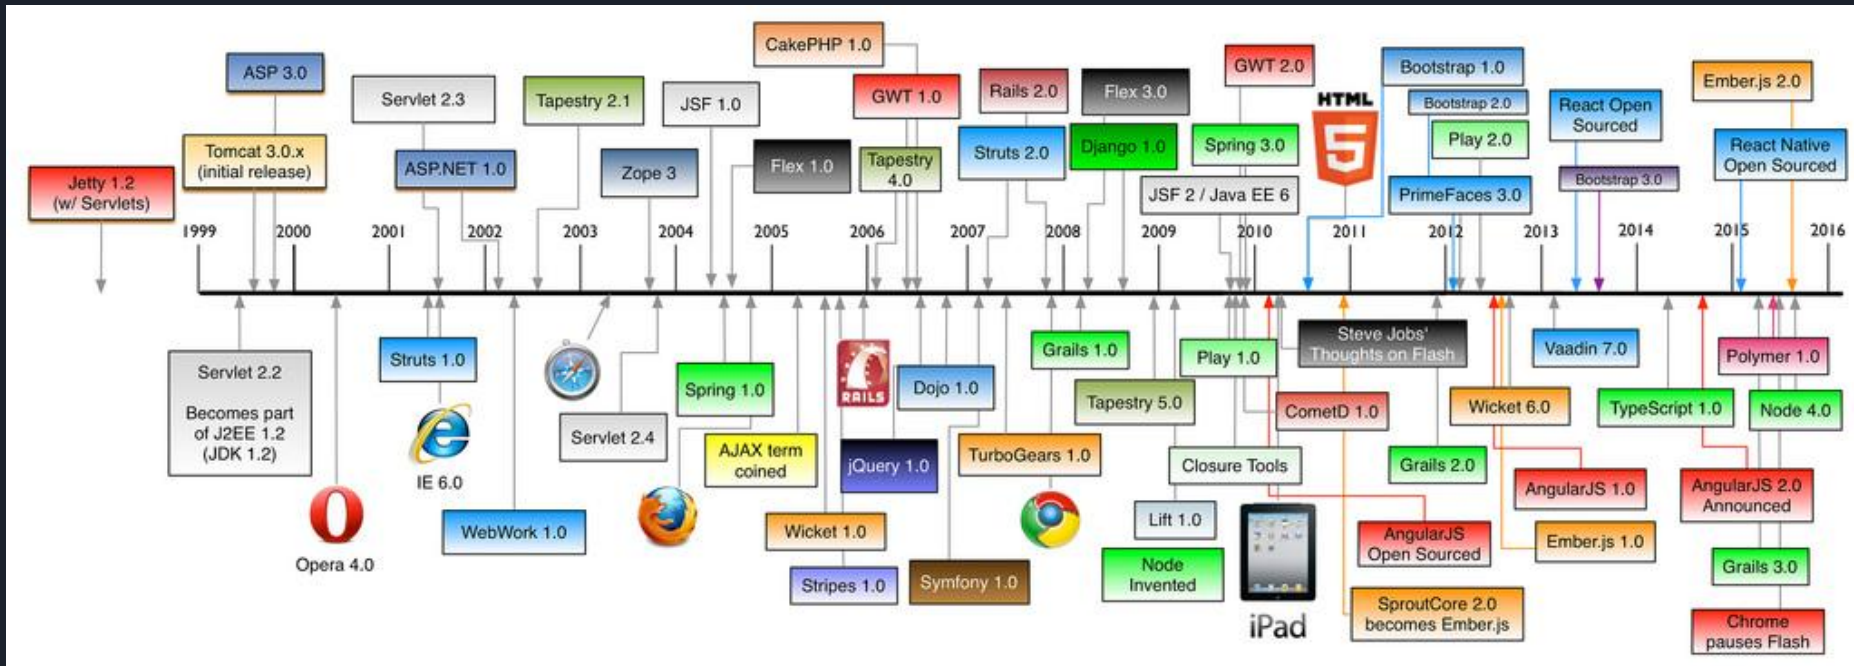 CakePHP 1.0
ASP 3.0
Servlet 2.3
Tapestry 2.1
JSF 1.0
GWT 1.0
Rails 2.0
Flex 3.0
GWT 2.0
HTML
5
Bootstrap 1.0
Bootstrap 2.0
React Open
Sourced
Ember.js 2.0
Tomcat 3.0.x
(initial release)
ASP.NET 1.0
Zope 3
Flex 1.0
Tapestry
4.0
Struts 2.0
Django 1.0
Spring 3.0
Play 2.0
React Native
Open Sourced
Jetty 1.2
(w/ Servlets)
JSF 2 / Java EE 6
PrimeFaces 3.0
Bootstrap 3.0
1999 2000 2001 2002 2003 2004 2005 2006 2007 2008 2009 2010 2011 2012 2013 2014 2015 2016
Servlet 2.2
Becomes part
of J2EE 1.2
(JDK 1.2)
Struts 1.0
Spring 1.0
RAILS
Dojo 1.0
Grails 1.0
Play 1.0
Steve Jobs'
Thoughts on Flash
Vaadin 7.0
Polymer 1.0
Servlet 2.4
AJAX term
coined
jQuery 1.0
TurboGears 1.0
Tapestry 5.0
CometD 1.0
Wicket 6.0
TypeScript 1.0
Node 4.0
IE 6.0
Closure Tools
Grails 2.0
AngularJS 1.0
AngularJS 2.0
Announced
Opera 4.0
WebWork 1.0
Wicket 1.0
Lift 1.0
AngularJS
Open Sourced
Ember.js 1.0
Stripes 1.0
Symfony 1.0
Node
Invented
iPad
SproutCore 2.0
becomes Ember.js
Grails 3.0
Chrome
pauses Flash